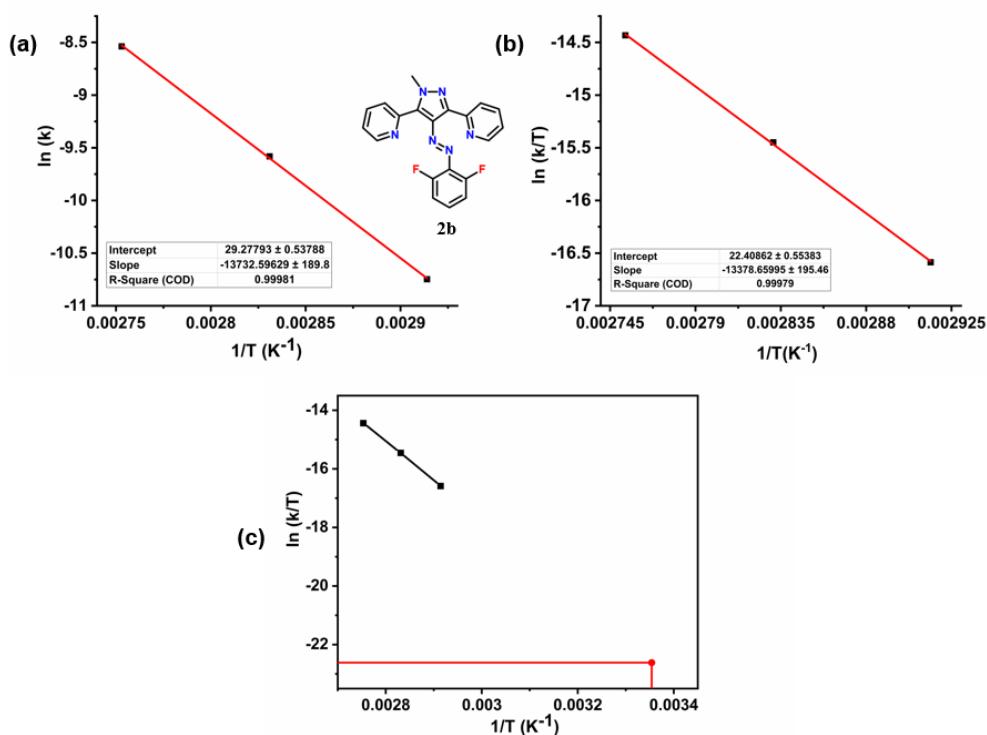 (a)
-8.5
-9
-9.5
-10
-10.5
-11
ln (k)
0.00275 0.0028 0.00285 0.0029
1/T (K-1)
Intercept 29.27793 ± 0.53788
Slope -13732.59629 ± 189.8
R-Square (COD) 0.99981
N N
N N
N
N
F F
2b
(b)
-14.5
-15
-15.5
-16
-16.5
-17
ln (k/T)
0.002745 0.00279 0.002835 0.00288 0.002925
1/T(K-1)
Intercept 22.40862 ± 0.55383
Slope -13378.65995 ± 195.46
R-Square (COD) 0.99979
(c)
-14
-16
-18
-20
-22
ln (k/T)
0.0028 0.003 0.0032 0.0034
1/T (K-1)